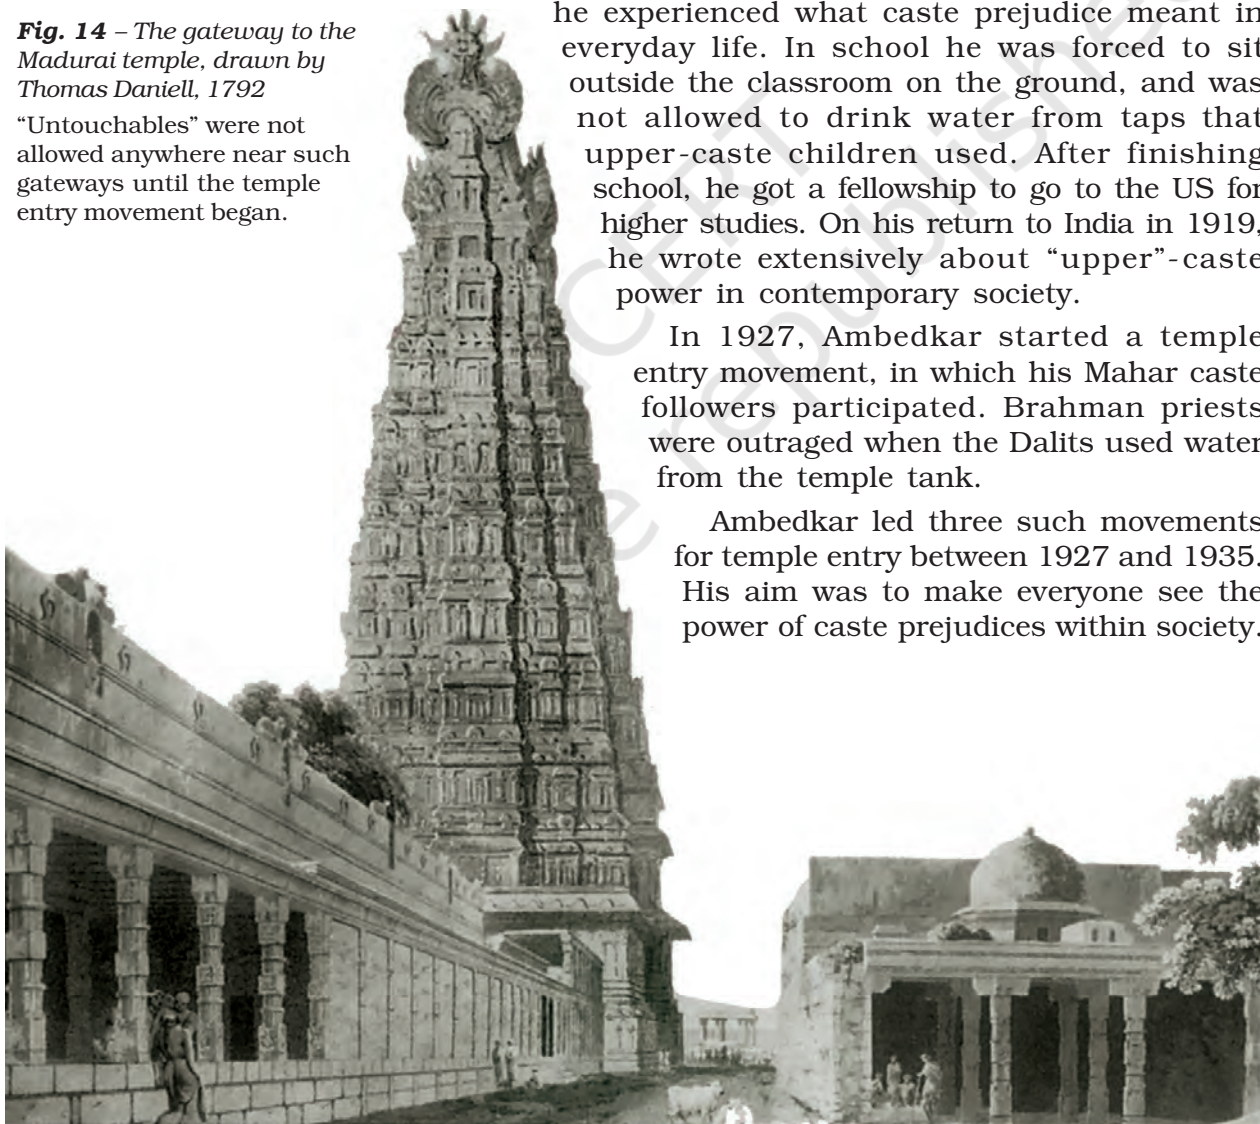 Fig. 14 – The gateway to the
Madurai temple, drawn by
Thomas Daniell, 1792
“Untouchables” were not
allowed anywhere near such
gateways until the temple
entry movement began.
he experienced what caste prejudice meant in
everyday life. In school he was forced to sit
outside the classroom on the ground, and was
not allowed to drink water from taps that
upper-caste children used. After finishing
school, he got a fellowship to go to the US for
higher studies. On his return to India in 1919,
he wrote extensively about “upper”-caste
power in contemporary society.
In 1927, Ambedkar started a temple
entry movement, in which his Mahar caste
followers participated. Brahman priests
were outraged when the Dalits used water
from the temple tank.
Ambedkar led three such movements
for temple entry between 1927 and 1935.
His aim was to make everyone see the
power of caste prejudices within society.